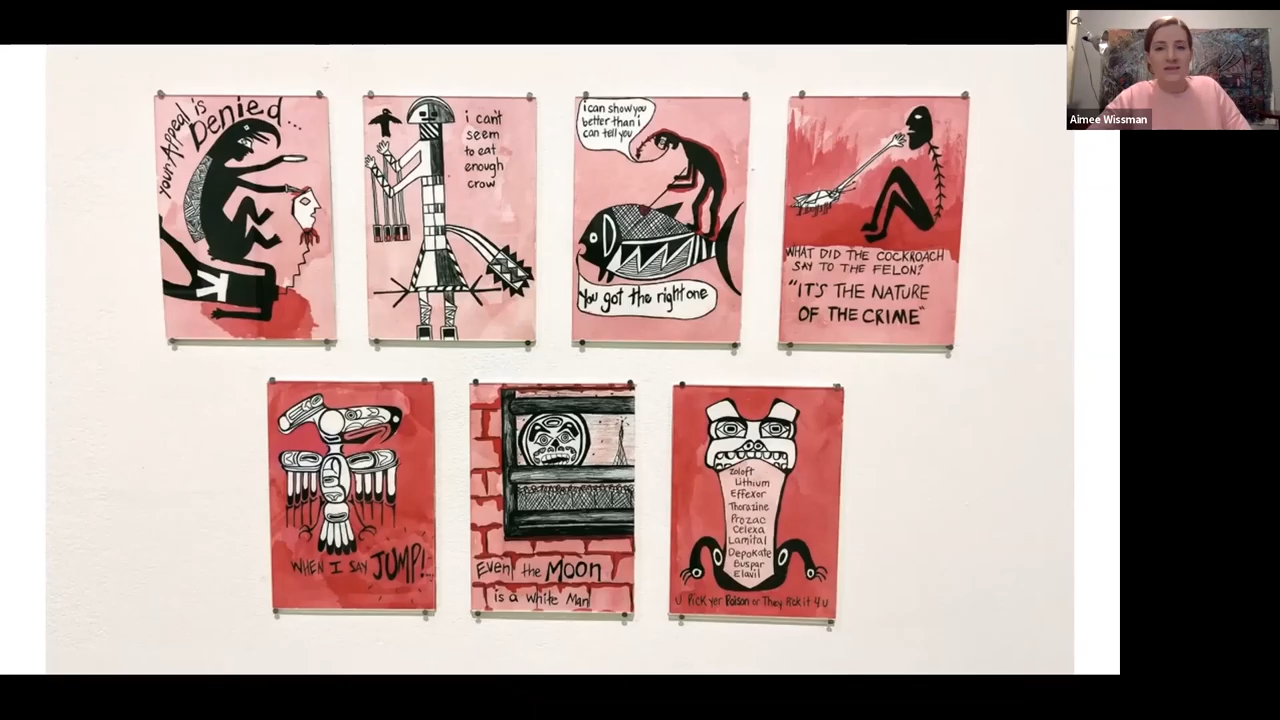 Aimee Wissman
Your Appeal is
Denied...
i can't
seem
to eat
enough
crow
i can show you
better than i
can tell you
You got the right one
WHAT DID THE COCKROACH
SAY TO THE FELON?
"IT'S THE NATURE
OF THE CRIME"
WHEN I SAY JUMP!
Even the MOON
is a White Man
Zoloft
Lithium
Effexor
Thorazine
Prozac
Celexa
Lamital
Depokate
Buspar
Elavil
U Pick yer Poison or They Pick it 4 U